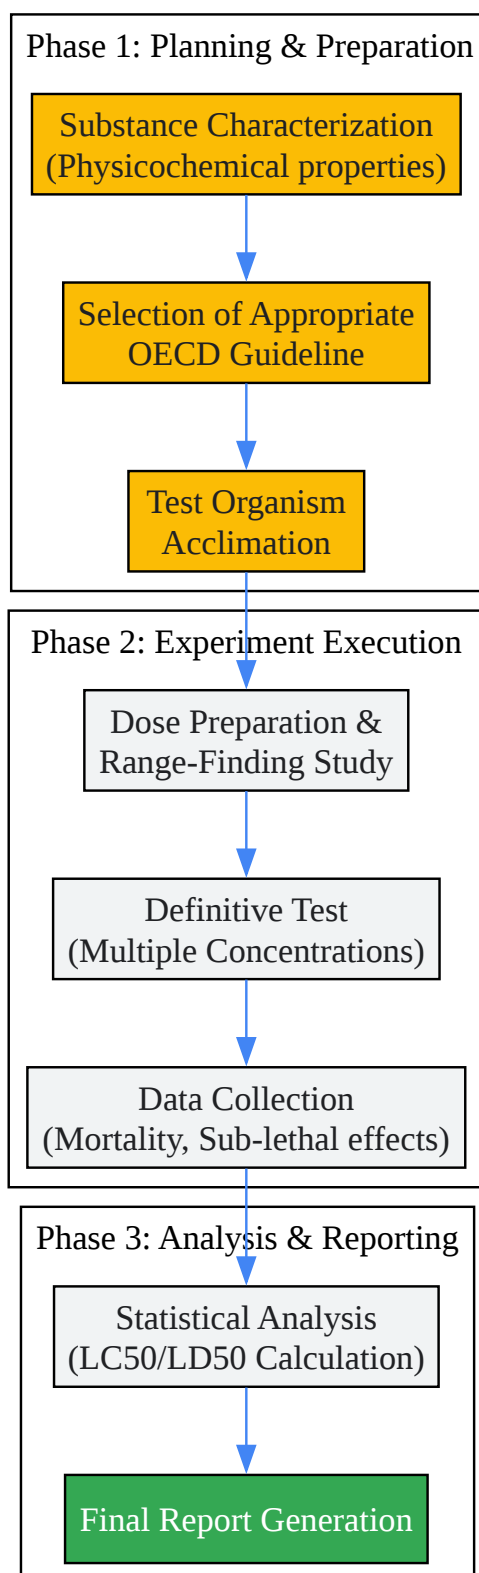 Phase 1: Planning & Preparation
Substance Characterization
(Physicochemical properties)
Selection of Appropriate
OECD Guideline
Test Organism
Acclimation
Phase 2: Experiment Execution
Dose Preparation &
Range-Finding Study
Definitive Test
(Multiple Concentrations)
Data Collection
(Mortality, Sub-lethal effects)
Phase 3: Analysis & Reporting
Statistical Analysis
(LC50/LD50 Calculation)
Final Report Generation